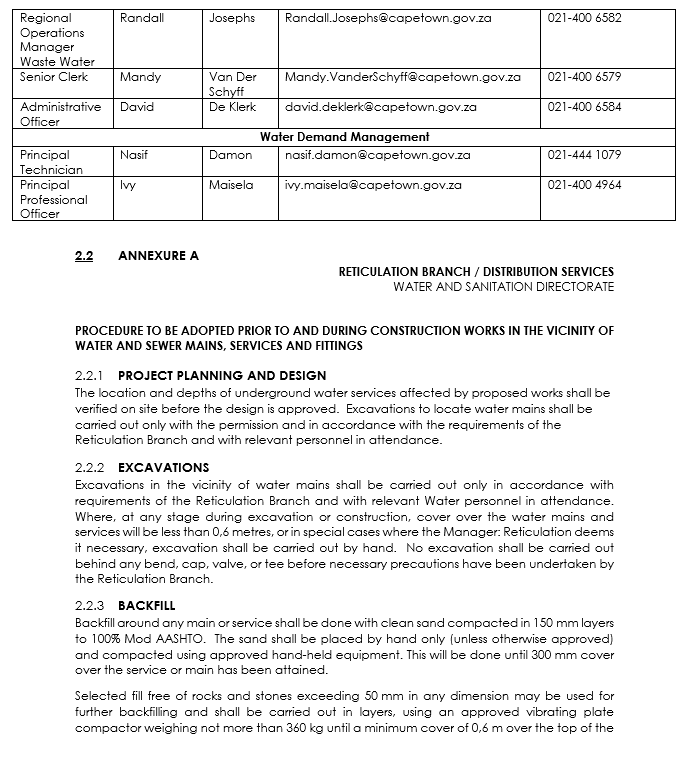 Regional Operations Manager Waste Water Randall Josephs Randall.Josephs@capetown.gov.za 021-400 6582
Senior Clerk Mandy Van Der Schyff Mandy.VanderSchyff@capetown.gov.za 021-400 6579
Administrative Officer David De Klerk david.deklerk@capetown.gov.za 021-400 6584
Water Demand Management
Principal Technician Nasif Damon nasif.damon@capetown.gov.za 021-444 1079
Principal Professional Officer Ivy Maisela ivy.maisela@capetown.gov.za 021-400 4964
2.2 ANNEXURE A
RETICULATION BRANCH / DISTRIBUTION SERVICES
WATER AND SANITATION DIRECTORATE
PROCEDURE TO BE ADOPTED PRIOR TO AND DURING CONSTRUCTION WORKS IN THE VICINITY OF
WATER AND SEWER MAINS, SERVICES AND FITTINGS
2.2.1 PROJECT PLANNING AND DESIGN
The location and depths of underground water services affected by proposed works shall be
verified on site before the design is approved. Excavations to locate water mains shall be
carried out only with the permission and in accordance with the requirements of the
Reticulation Branch and with relevant personnel in attendance.
2.2.2 EXCAVATIONS
Excavations in the vicinity of water mains shall be carried out only in accordance with
requirements of the Reticulation Branch and with relevant Water personnel in attendance.
Where, at any stage during excavation or construction, cover over the water mains and
services will be less than 0,6 metres, or in special cases where the Manager: Reticulation deems
it necessary, excavation shall be carried out by hand. No excavation shall be carried out
behind any bend, cap, valve, or tee before necessary precautions have been undertaken by
the Reticulation Branch.
2.2.3 BACKFILL
Backfill around any main or service shall be done with clean sand compacted in 150 mm layers
to 100% Mod AASHTO. The sand shall be placed by hand only (unless otherwise approved)
and compacted using approved hand-held equipment. This will be done until 300 mm cover
over the service or main has been attained.
Selected fill free of rocks and stones exceeding 50 mm in any dimension may be used for
further backfilling and shall be carried out in layers, using an approved vibrating plate
compactor weighing not more than 360 kg until a minimum cover of 0,6 m over the top of the